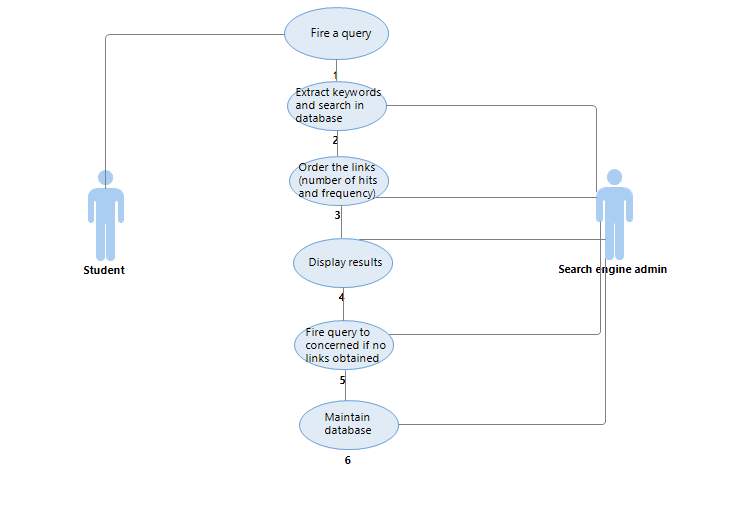 Fire a query
1
Extract keywords
and search in
database
2
Order the links
(number of hits
and frequency)
3
Display results
4
Fire query to
concerned if no
links obtained
5
Maintain
database
6
Student
Search engine admin